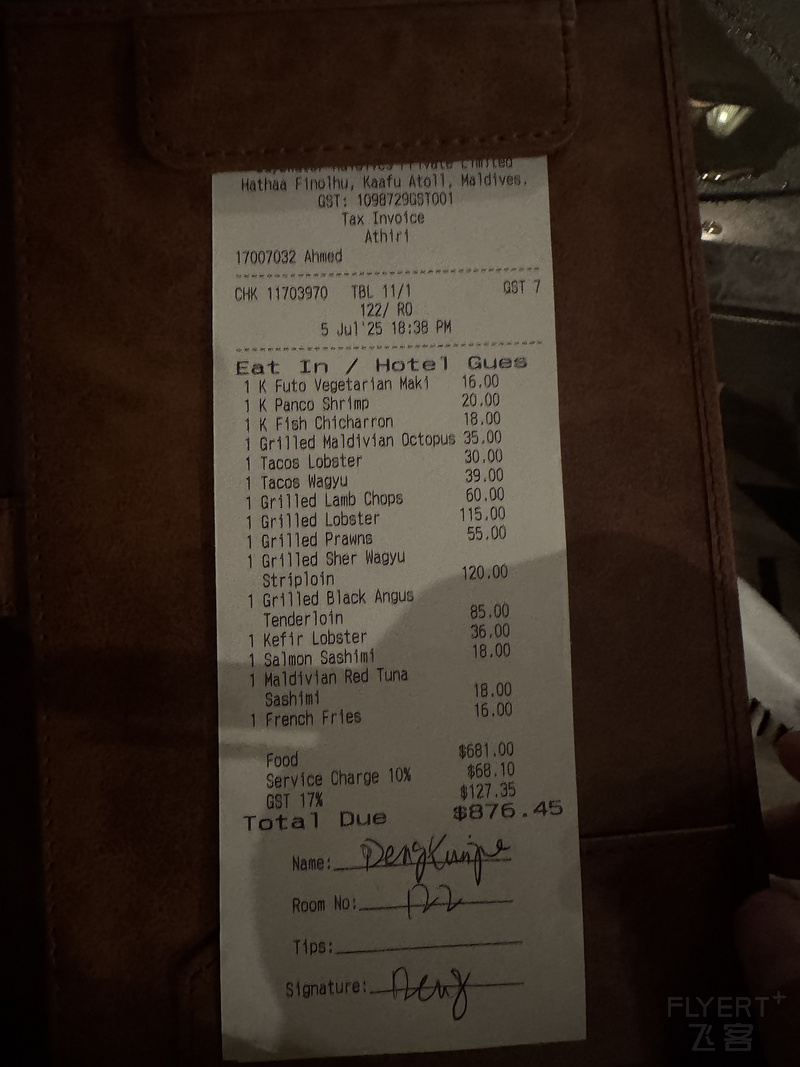 Maldives Private Limited
Hathaa Finolhu, Kaafu Atoll, Maldives.
GST: 1098729GST001
Tax Invoice
Athiri
17007032 Ahmed
CHK 11703970 TBL 11/1 GST 7
122/ RO
5 Jul'25 18:38 PM
Eat In / Hotel Gues
1 K Futo Vegetarian Maki 16.00
1 K Panco Shrimp 20.00
1 K Fish Chicharron 18.00
1 Grilled Maldivian Octopus 35.00
1 Tacos Lobster 30.00
1 Tacos Wagyu 39.00
1 Grilled Lamb Chops 60.00
1 Grilled Lobster 115.00
1 Grilled Prawns 55.00
1 Grilled Sher Wagyu
Striploin 120.00
1 Grilled Black Angus
Tenderloin 85.00
1 Kefir Lobster 36.00
1 Salmon Sashimi 18.00
1 Maldivian Red Tuna
Sashimi 18.00
1 French Fries 16.00
Food $681.00
Service Charge 10% $68.10
GST 17% $127.35
Total Due $876.45
Name:
Room No: 122
Tips:
Signature: Deng
FLYERT+
飞客